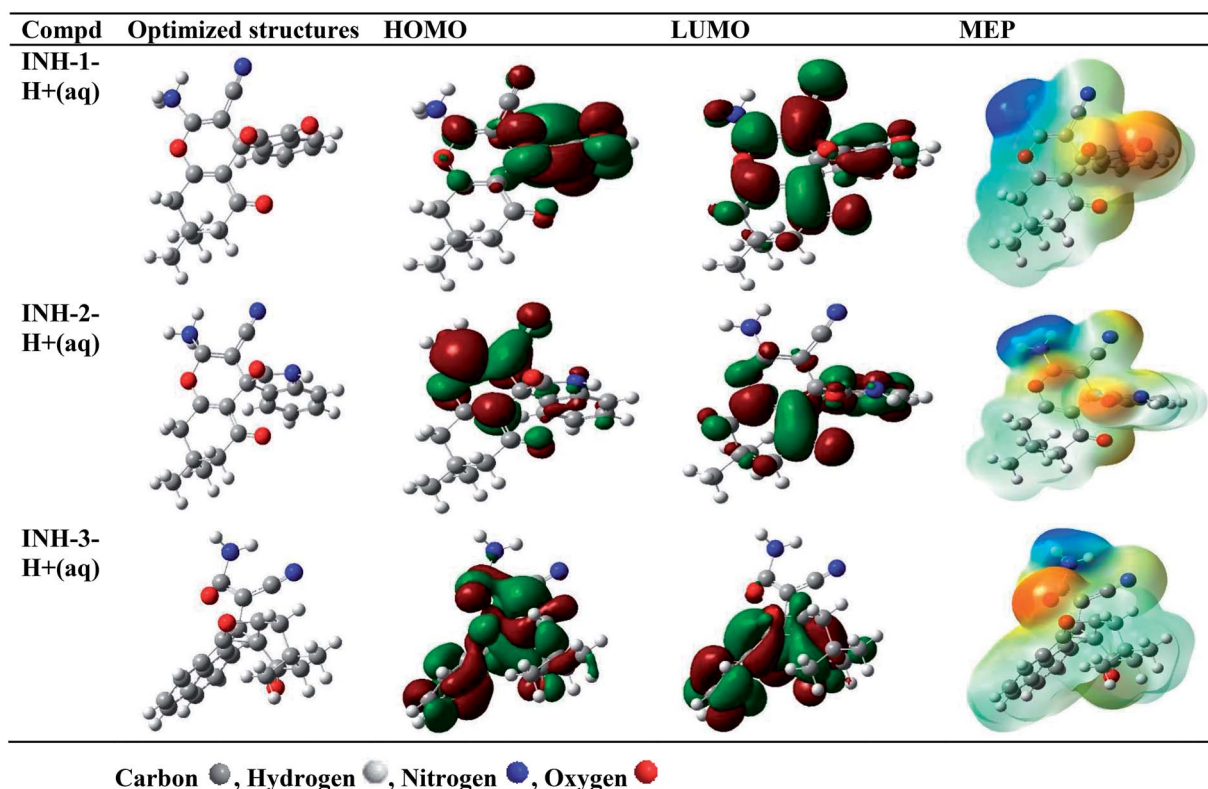 Compd Optimized structures HOMO LUMO MEP
INH-1-
H+(aq)
INH-2-
H+(aq)
INH-3-
H+(aq)
Carbon , Hydrogen , Nitrogen , Oxygen